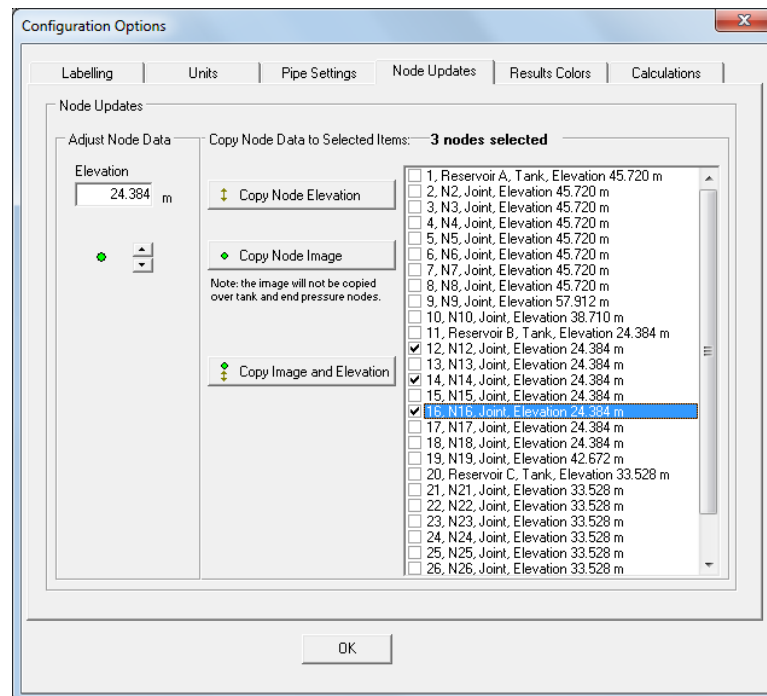 Configuration Options
Labelling
Units
Pipe Settings
Node Updates
Results Colors
Calculations
Node Updates
Adjust Node Data
Elevation
24.384 m
Copy Node Data to Selected Items: 3 nodes selected
Copy Node Elevation
Copy Node Image
Note: the image will not be copied
over tank and end pressure nodes.
Copy Image and Elevation
1, Reservoir A, Tank, Elevation 45.720 m
2, N2, Joint, Elevation 45.720 m
3, N3, Joint, Elevation 45.720 m
4, N4, Joint, Elevation 45.720 m
5, N5, Joint, Elevation 45.720 m
6, N6, Joint, Elevation 45.720 m
7, N7, Joint, Elevation 45.720 m
8, N8, Joint, Elevation 45.720 m
9, N9, Joint, Elevation 57.912 m
10, N10, Joint, Elevation 38.710 m
11, Reservoir B, Tank, Elevation 24.384 m
12, N12, Joint, Elevation 24.384 m
13, N13, Joint, Elevation 24.384 m
14, N14, Joint, Elevation 24.384 m
15, N15, Joint, Elevation 24.384 m
16, N16, Joint, Elevation 24.384 m
17, N17, Joint, Elevation 24.384 m
18, N18, Joint, Elevation 24.384 m
19, N19, Joint, Elevation 42.672 m
20, Reservoir C, Tank, Elevation 33.528 m
21, N21, Joint, Elevation 33.528 m
22, N22, Joint, Elevation 33.528 m
23, N23, Joint, Elevation 33.528 m
24, N24, Joint, Elevation 33.528 m
25, N25, Joint, Elevation 33.528 m
26, N26, Joint, Elevation 33.528 m
OK